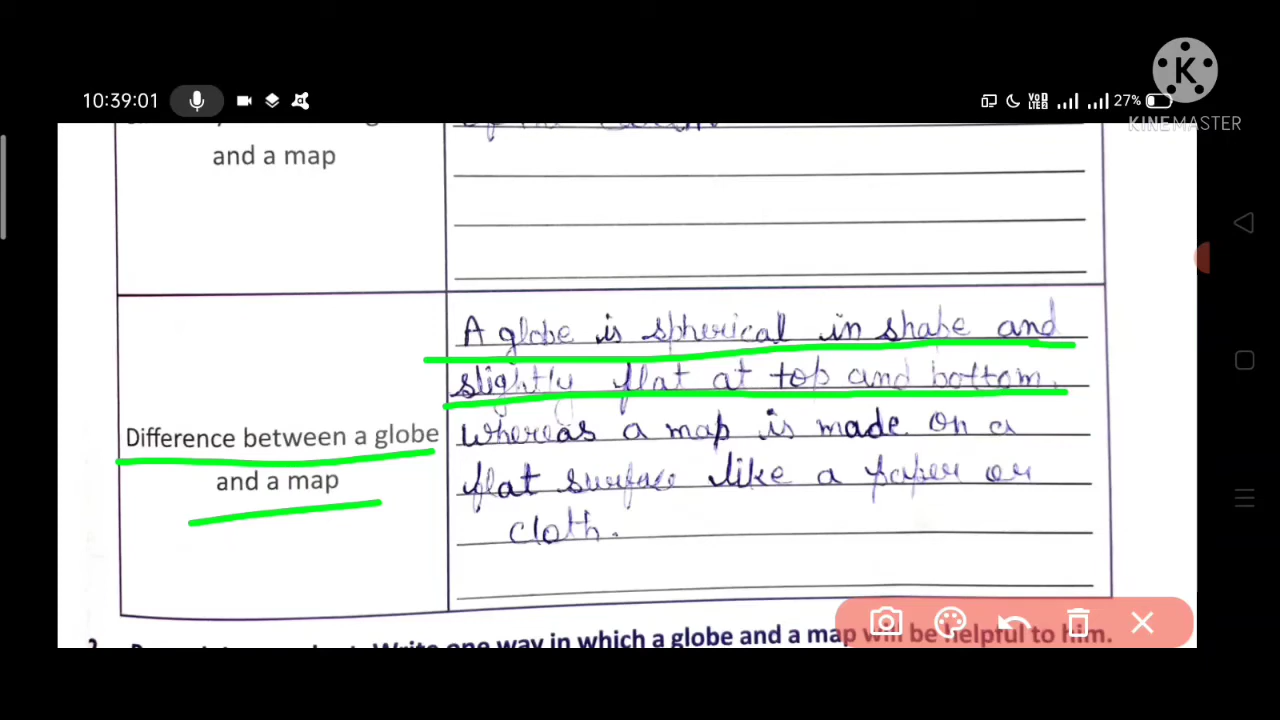 10:39:01
27%
KINEMASTER
and a map
A globe is spherical in shape and
slightly flat at top and bottom.
Difference between a globe
and a map
whereas a map is made on a
flat surface like a paper or
cloth.
Write one way in which a globe and a map will be helpful to him.